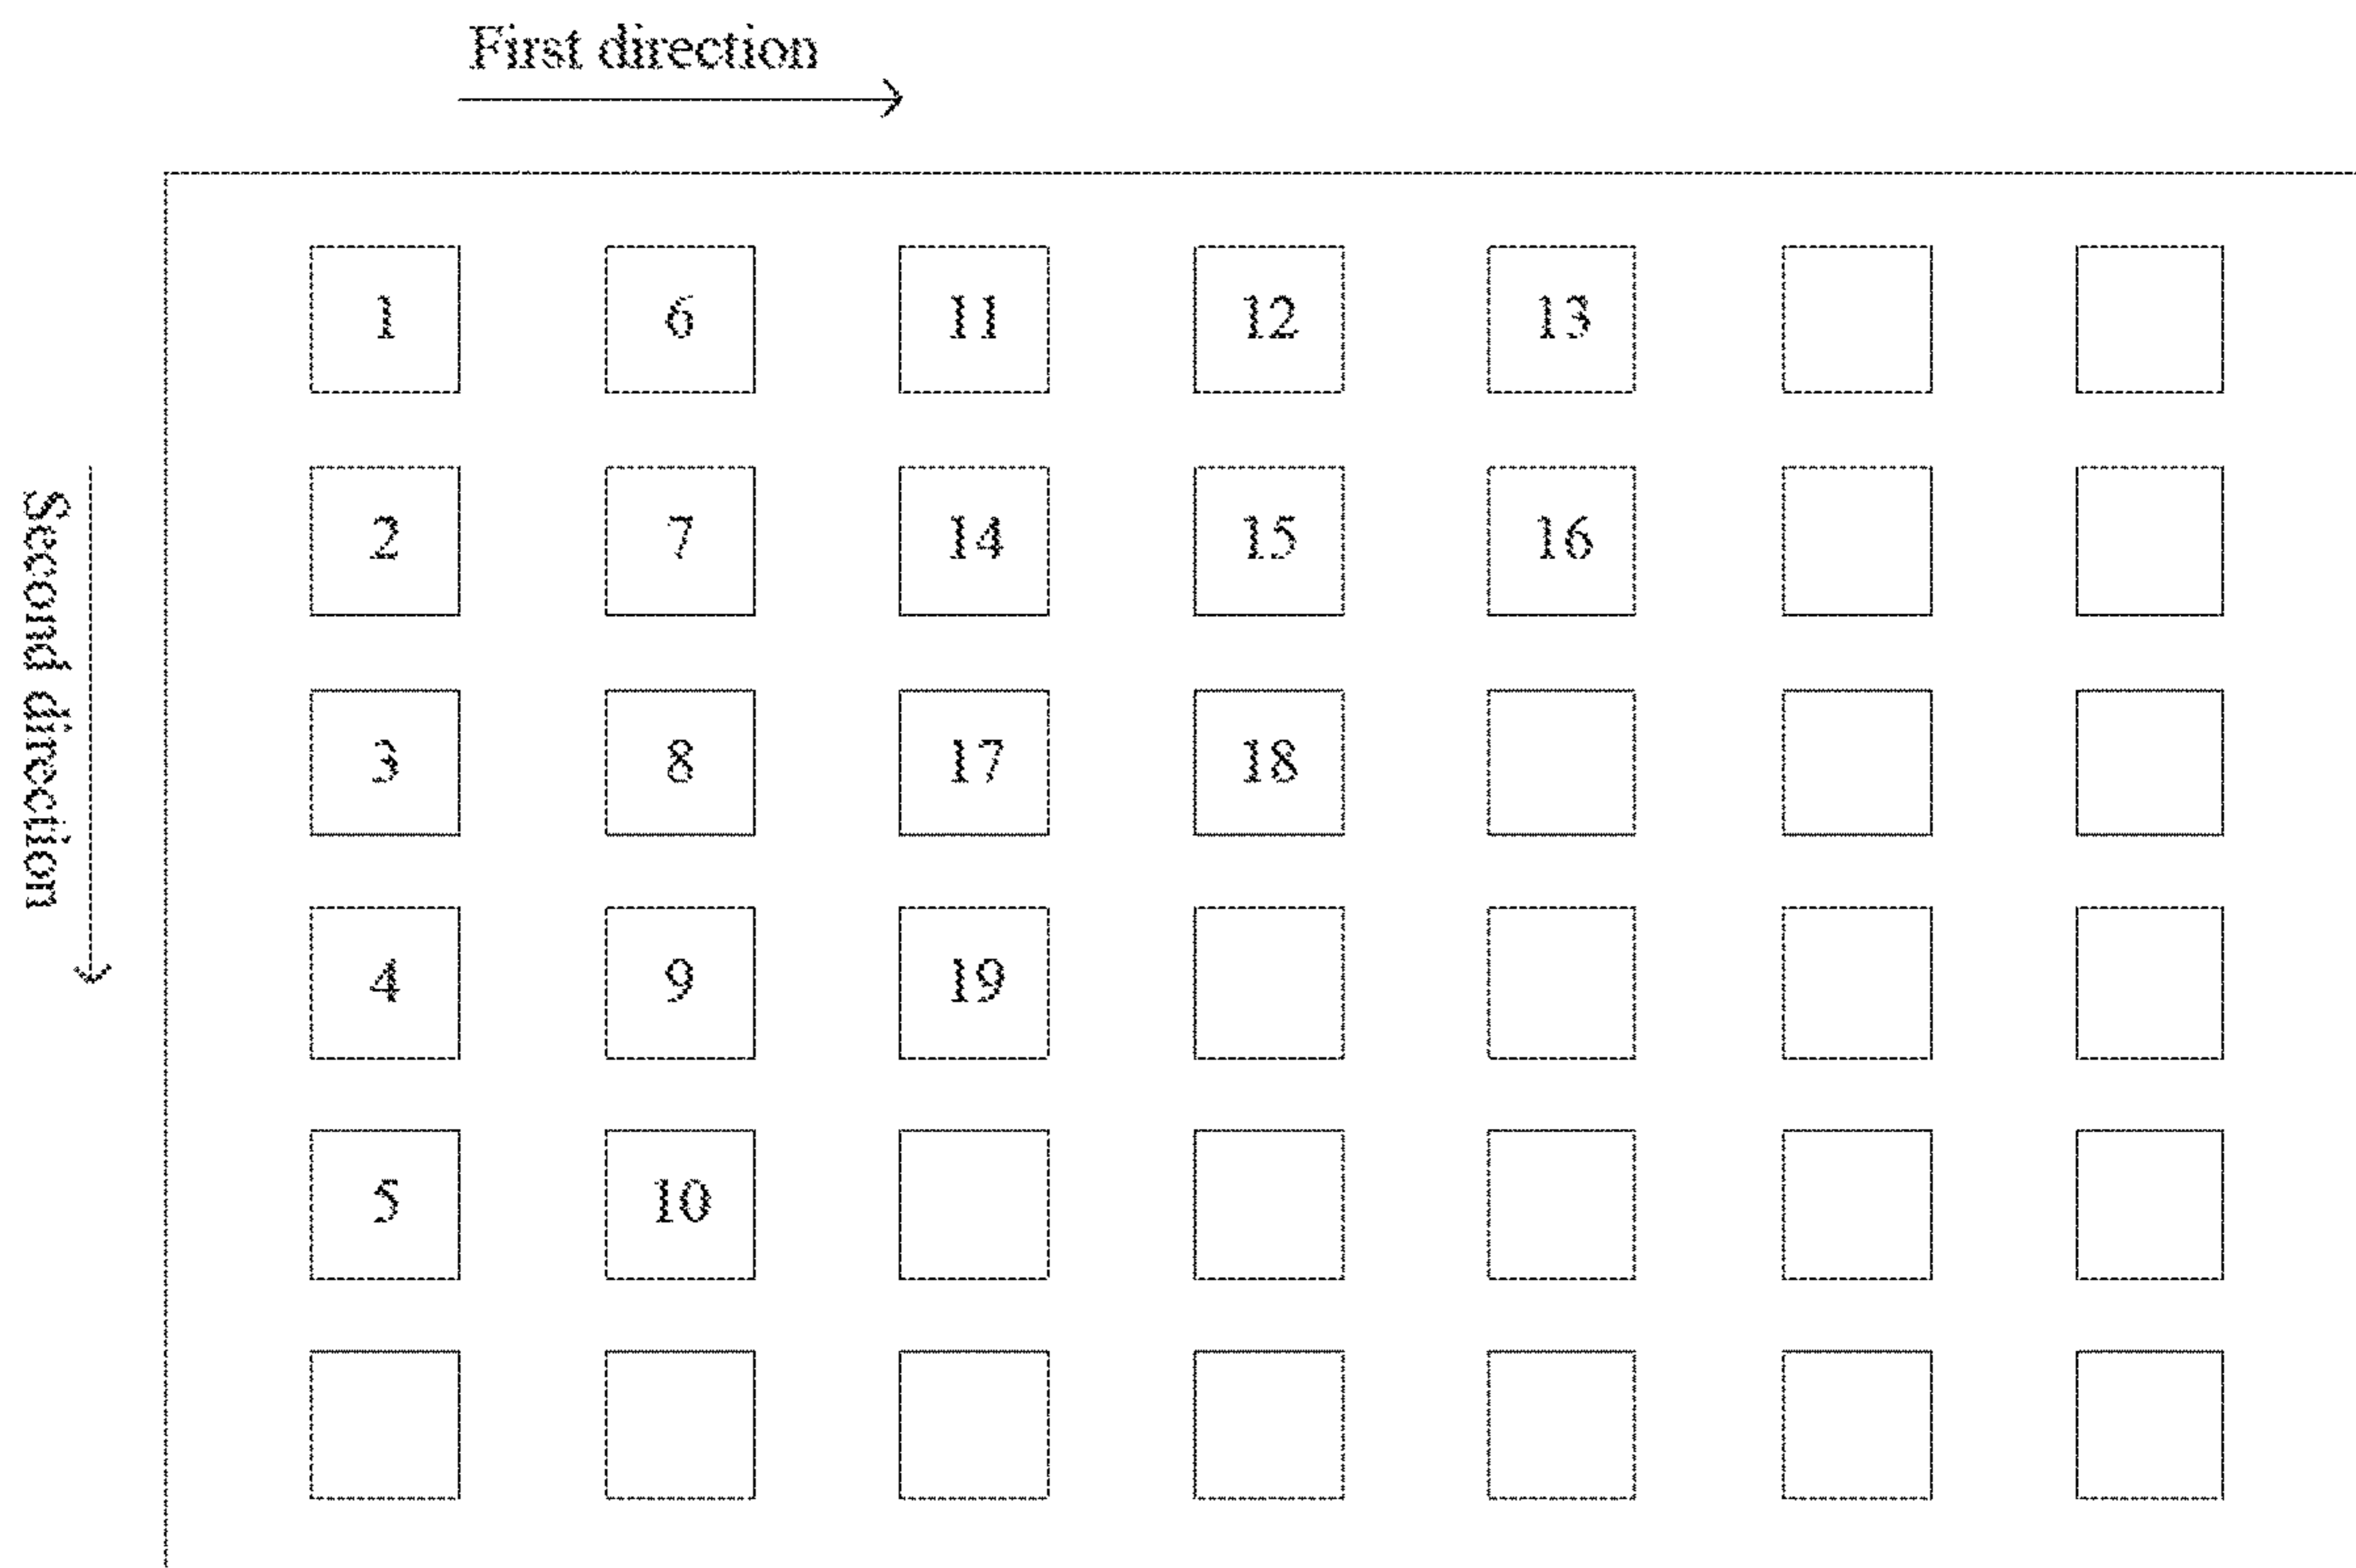 First direction
Second direction
1 6 11 12 13
2 7 14 15 16
3 8 17 18
4 9 19
5 10